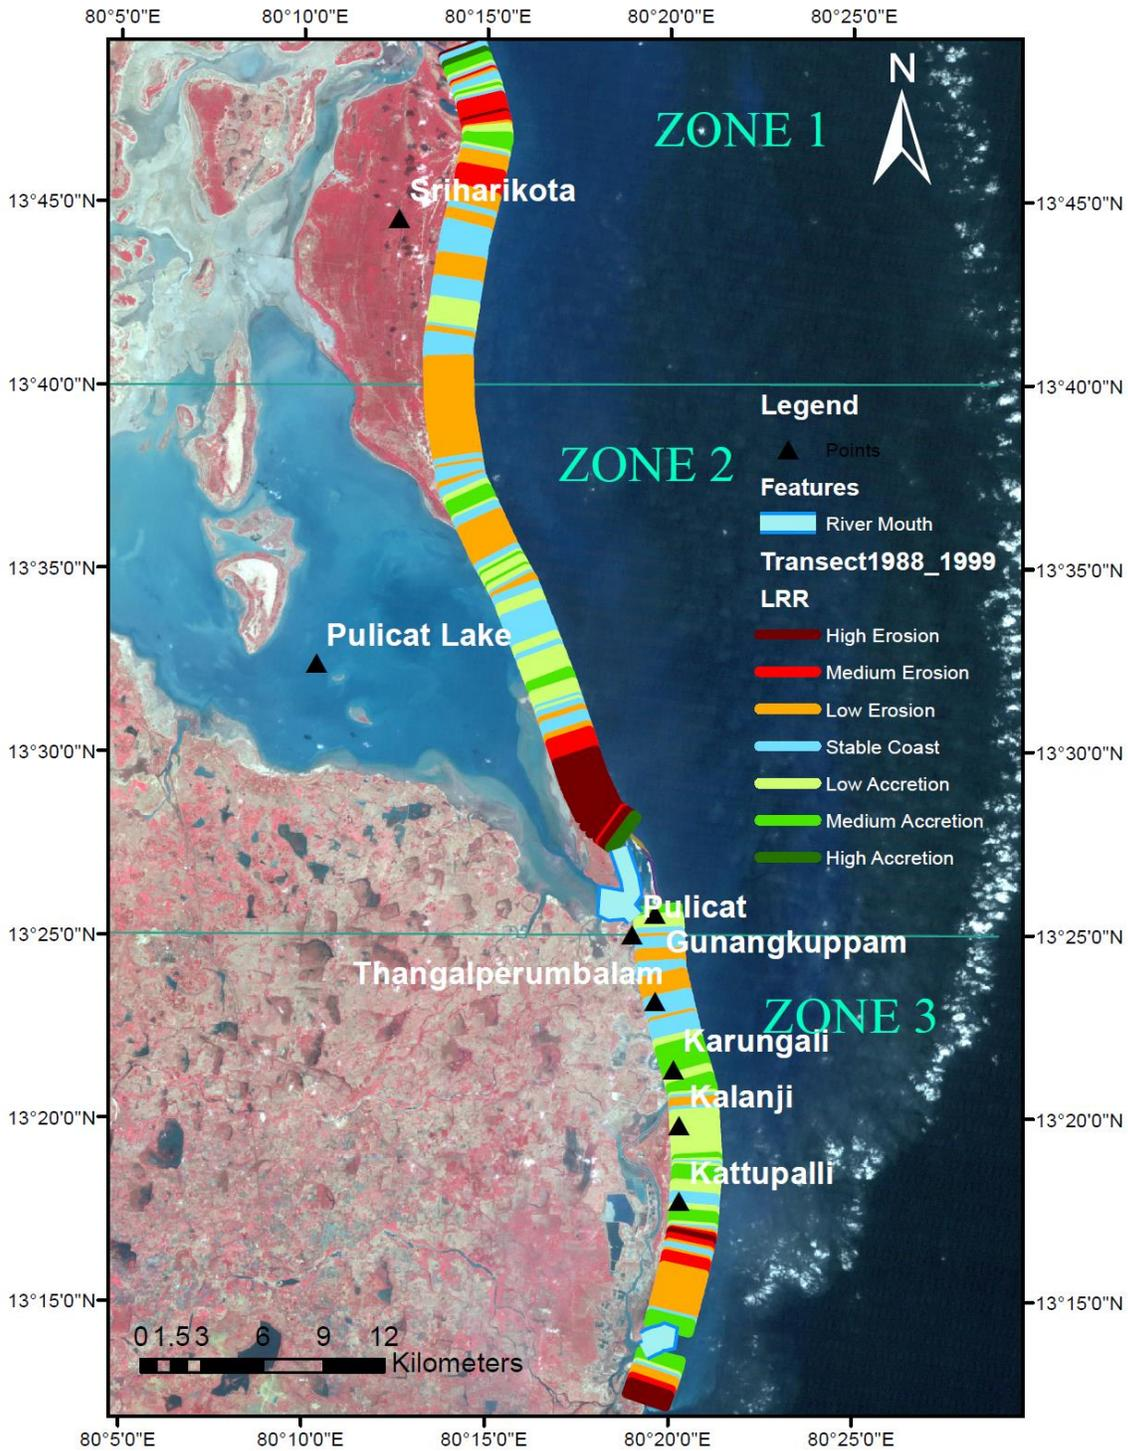 80°5'0"E 80°10'0"E 80°15'0"E 80°20'0"E 80°25'0"E
N
ZONE 1
Sriharikota
13°45'0"N 13°45'0"N
13°40'0"N 13°40'0"N
Legend
Points
ZONE 2
Features
River Mouth
Transect1988_1999
13°35'0"N 13°35'0"N
LRR
Pulicat Lake
High Erosion
Medium Erosion
Low Erosion
Stable Coast
13°30'0"N 13°30'0"N
Low Accretion
Medium Accretion
High Accretion
Pulicat
13°25'0"N 13°25'0"N
Gunangkuppam
Thangalperumbalam
ZONE 3
Karungali
Kalanji
13°20'0"N 13°20'0"N
Kattupalli
13°15'0"N 13°15'0"N
0 1.5 3 6 9 12
Kilometers
80°5'0"E 80°10'0"E 80°15'0"E 80°20'0"E 80°25'0"E